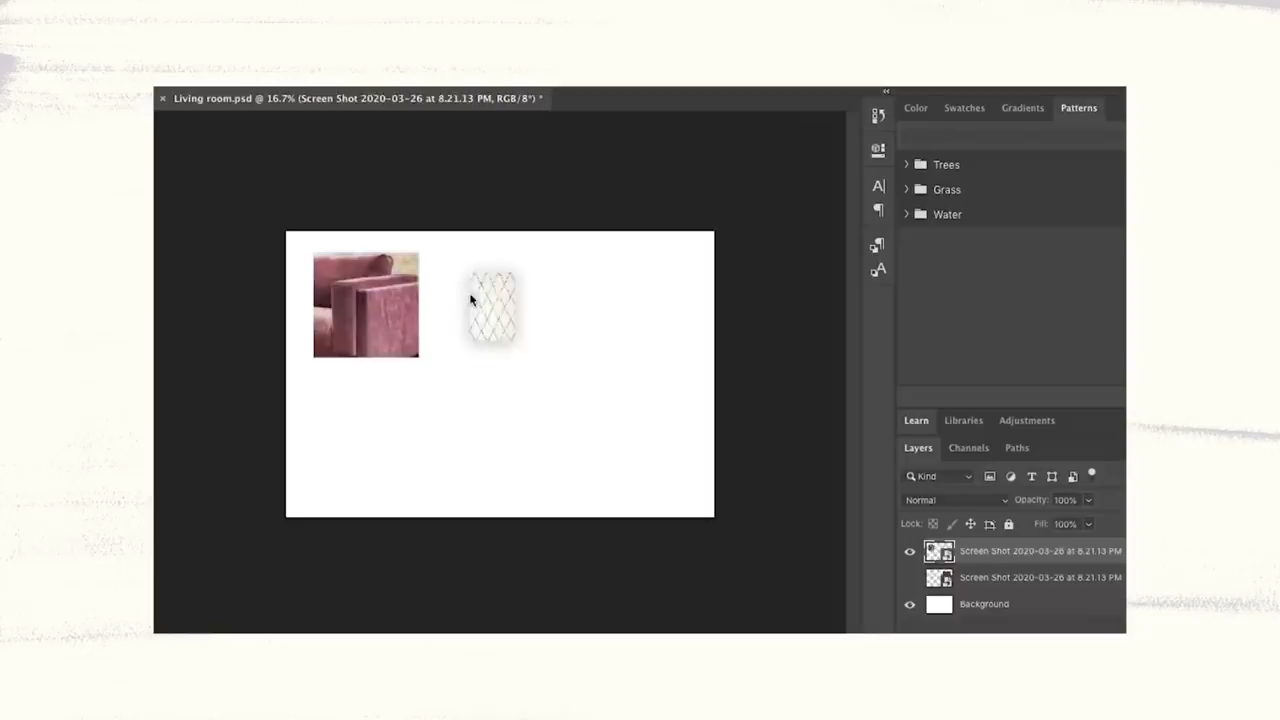 Living room.psd @ 16.7% (Screen Shot 2020-03-26 at 8.21.13 PM, RGB/8*) *
Color Swatches Gradients Patterns
Trees
Grass
Water
Learn Libraries Adjustments
Layers Channels Paths
Kind
Normal Opacity: 100%
Lock: Fill: 100%
Screen Shot 2020-03-26 at 8.21.13 PM
Screen Shot 2020-03-26 at 8.21.13 PM
Background